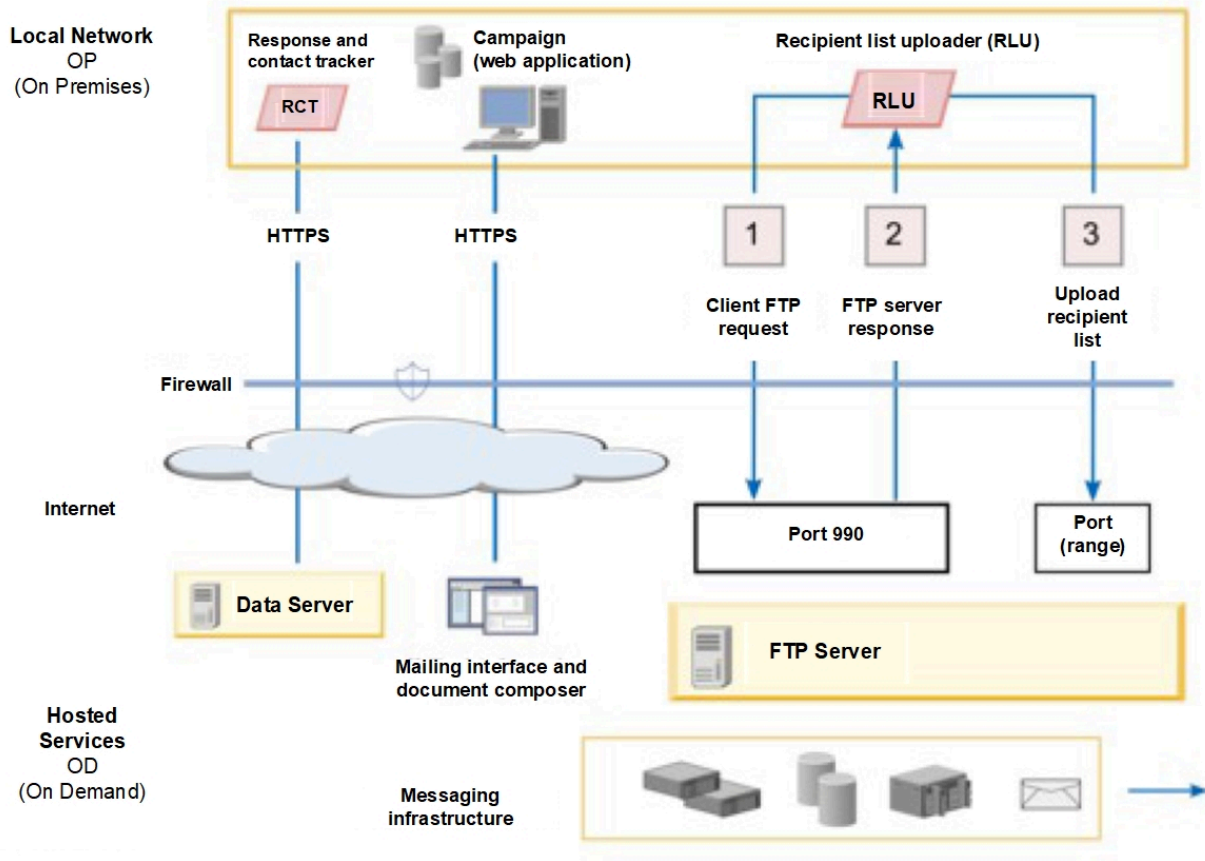 Local Network
OP
(On Premises)
Response and
contact tracker
RCT
Campaign
(web application)
Recipient list uploader (RLU)
RLU
HTTPS
HTTPS
1
2
3
Client FTP
request
FTP server
response
Upload
recipient
list
Firewall
Internet
Port 990
Port
(range)
Data Server
Mailing interface and
document composer
FTP Server
Hosted
Services
OD
(On Demand)
Messaging
infrastructure